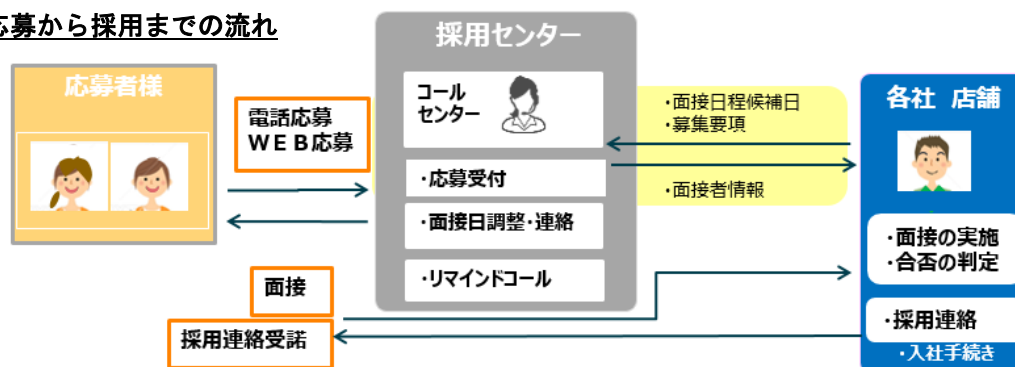 応募から採用までの流れ
応募者様
電話応募
ＷＥＢ応募
採用センター
コール
センター
・応募受付
・面接日調整・連絡
・リマインドコール
・面接日程候補日
・募集要項
・面接者情報
各社 店舗
・面接の実施
・合否の判定
・採用連絡
・入社手続き
面接
採用連絡受諾